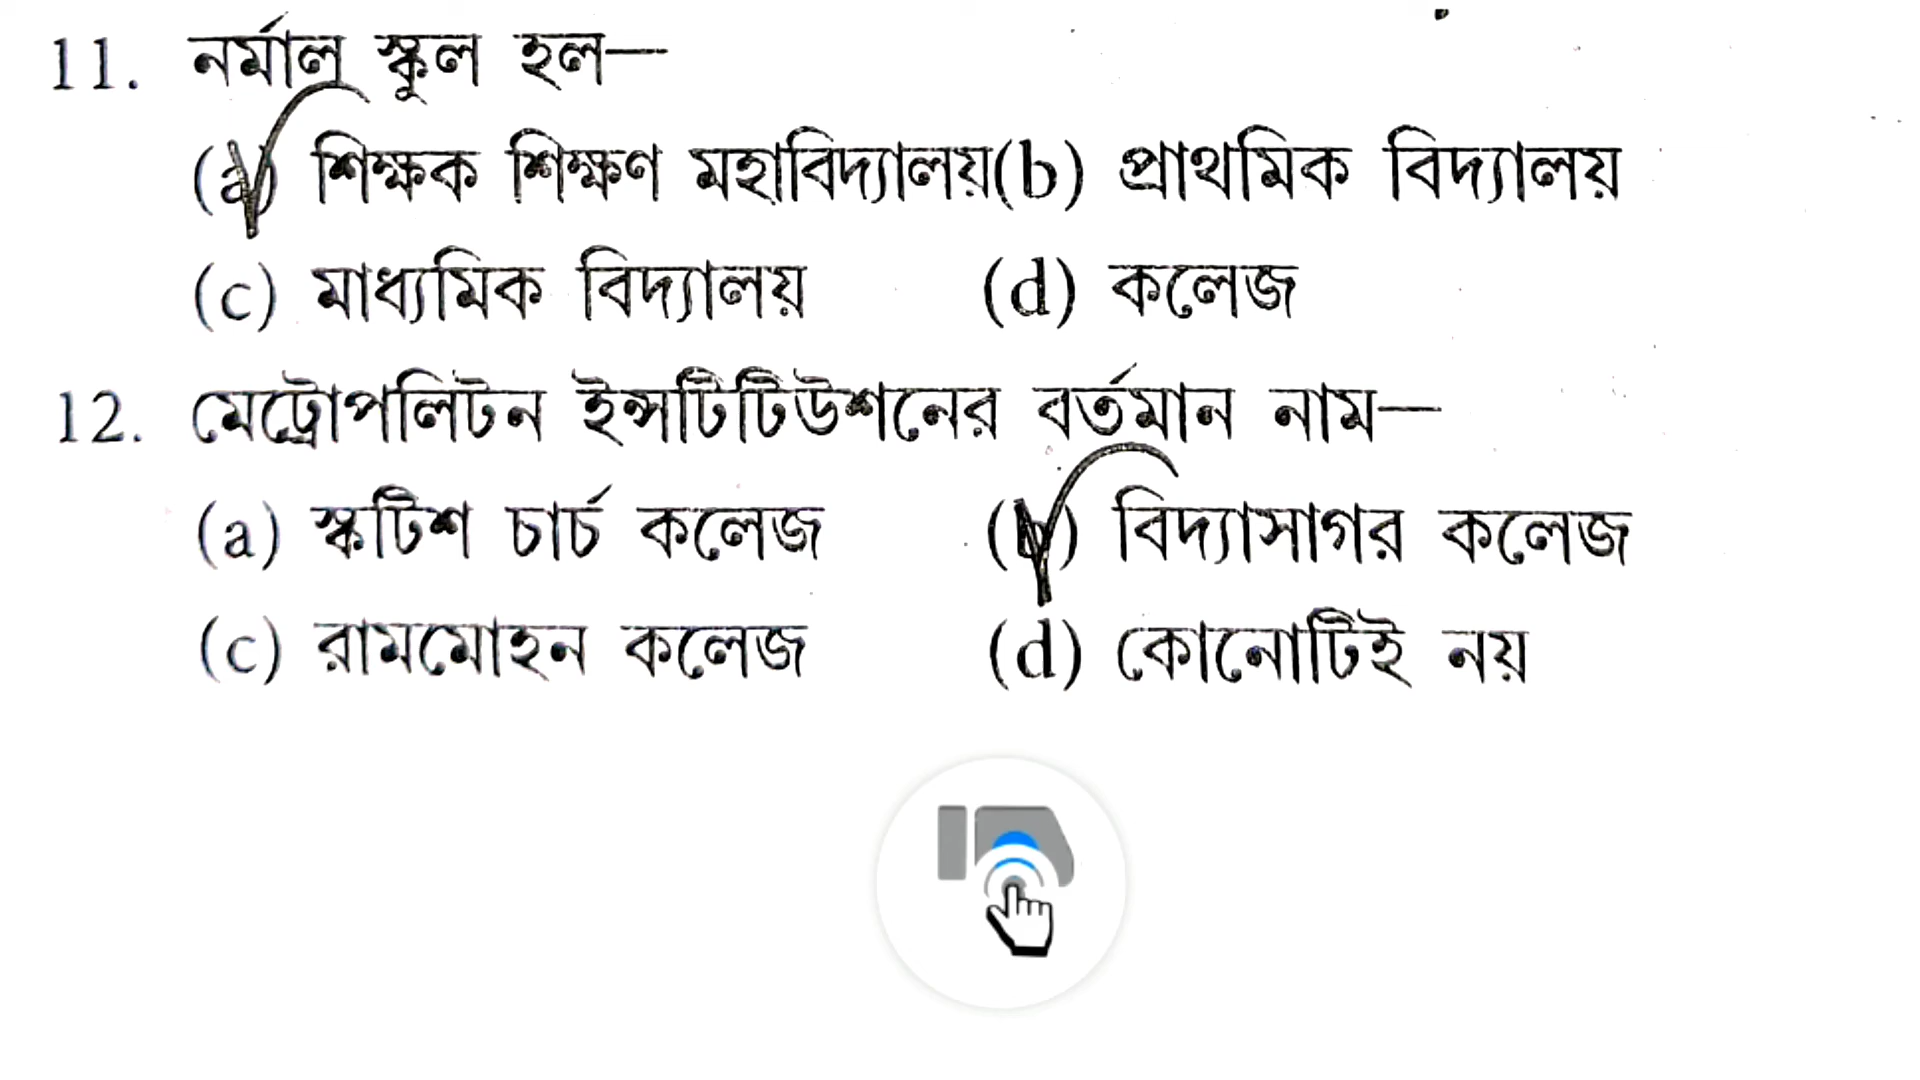 11. নর্মাল স্কুল হল—
(a) শিক্ষক শিক্ষণ মহাবিদ্যালয় (b) প্রাথমিক বিদ্যালয়
(c) মাধ্যমিক বিদ্যালয় (d) কলেজ
12. মেট্রোপলিটন ইন্সটিটিউশনের বর্তমান নাম—
(a) স্কটিশ চার্চ কলেজ (b) বিদ্যাসাগর কলেজ
(c) রামমোহন কলেজ (d) কোনোটিই নয়